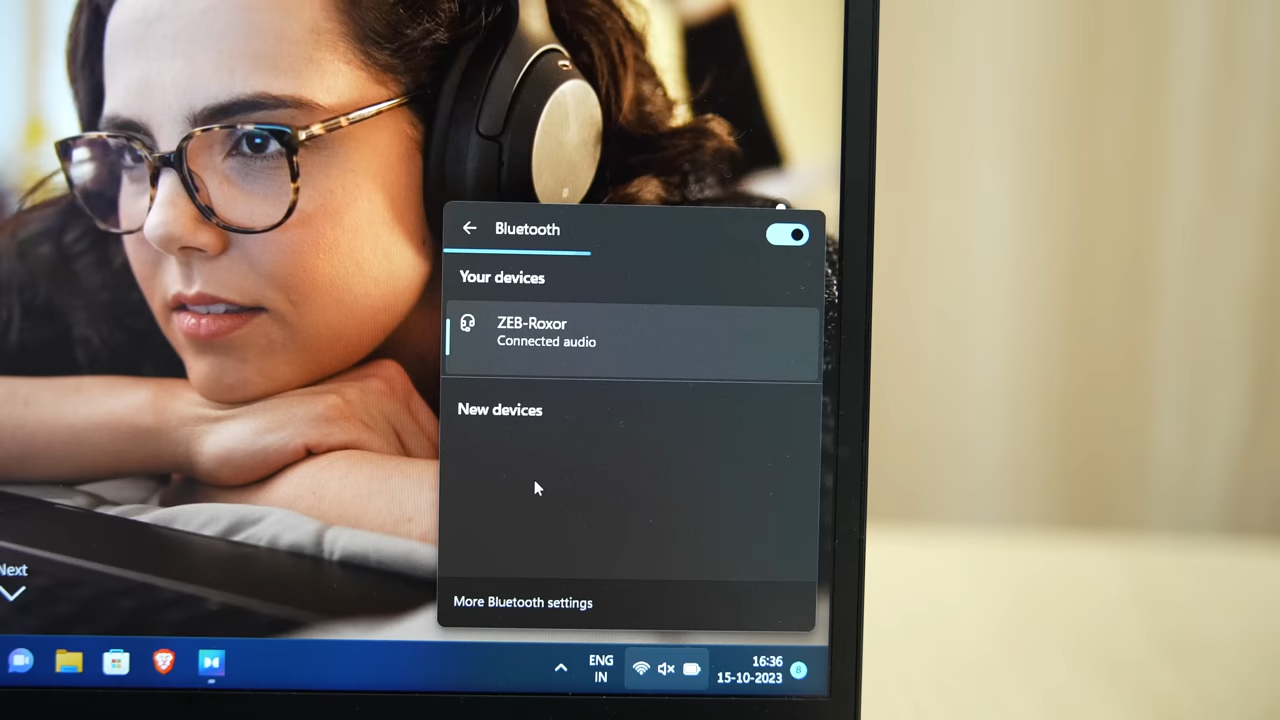 Bluetooth
Your devices
ZEB-Roxor
Connected audio
New devices
More Bluetooth settings
Next
ENG
IN
16:36
15-10-2023
8